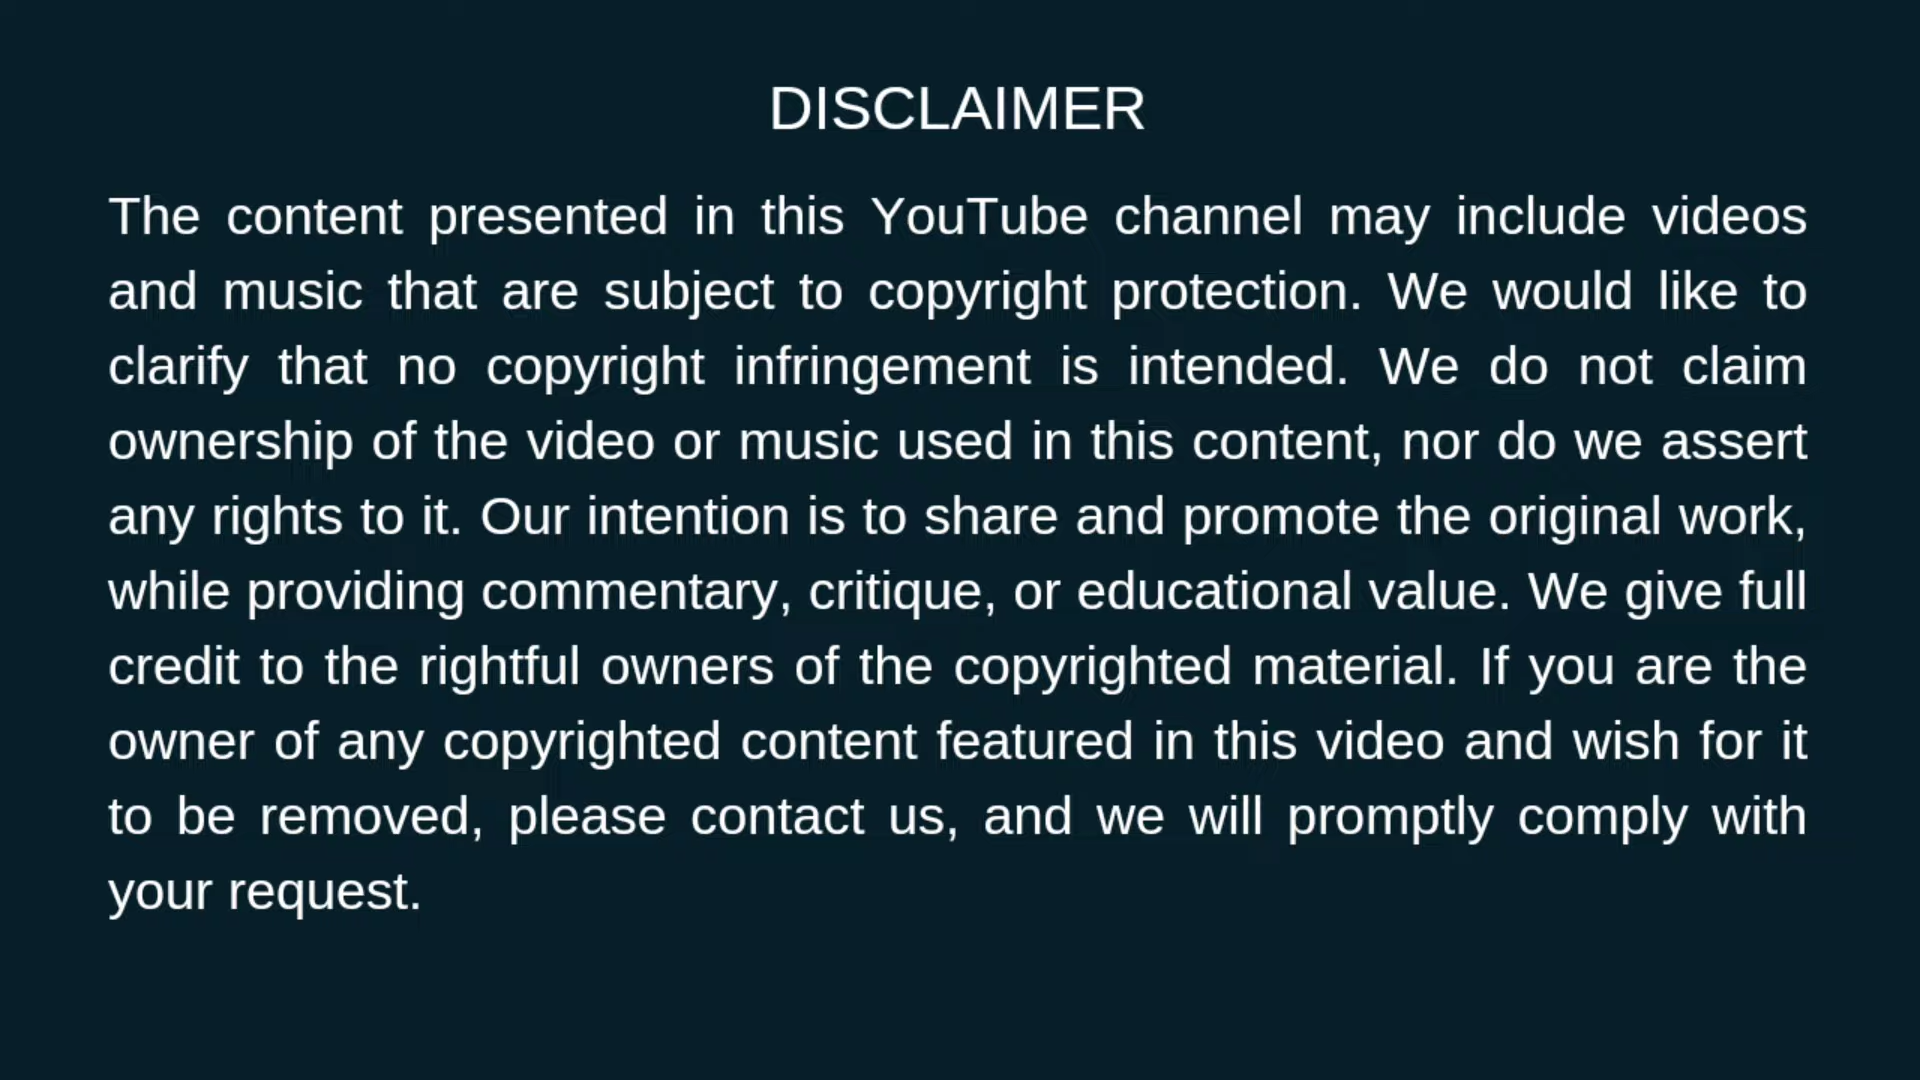 DISCLAIMER
The content presented in this YouTube channel may include videos
and music that are subject to copyright protection. We would like to
clarify that no copyright infringement is intended. We do not claim
ownership of the video or music used in this content, nor do we assert
any rights to it. Our intention is to share and promote the original work,
while providing commentary, critique, or educational value. We give full
credit to the rightful owners of the copyrighted material. If you are the
owner of any copyrighted content featured in this video and wish for it
to be removed, please contact us, and we will promptly comply with
your request.